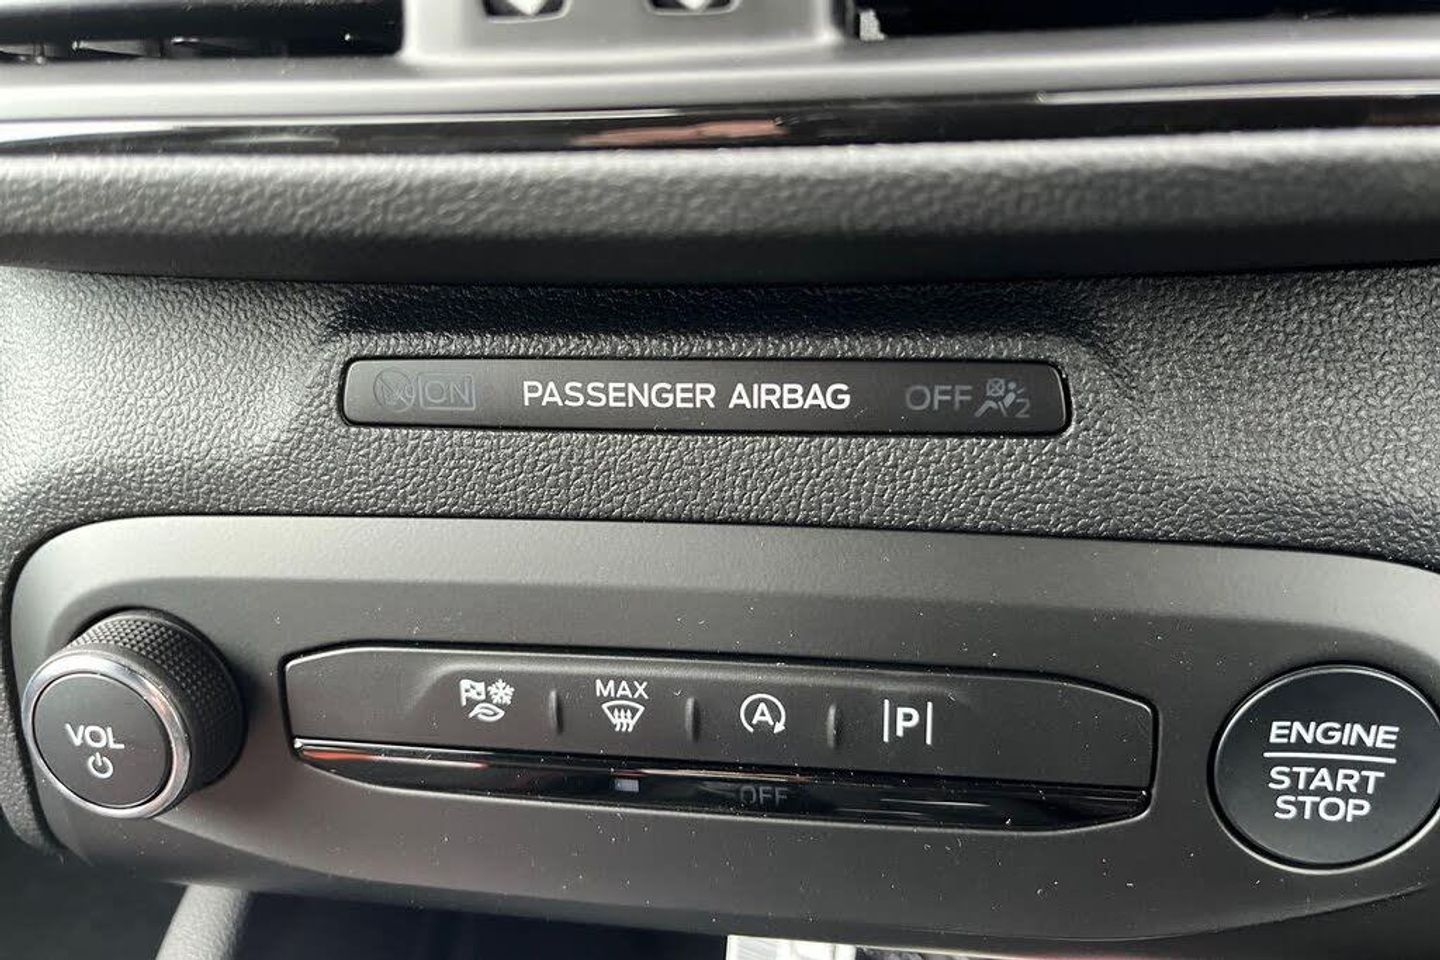 ON PASSENGER AIRBAG OFF 2
MAX
A
P
OFF
VOL
ENGINE
START
STOP